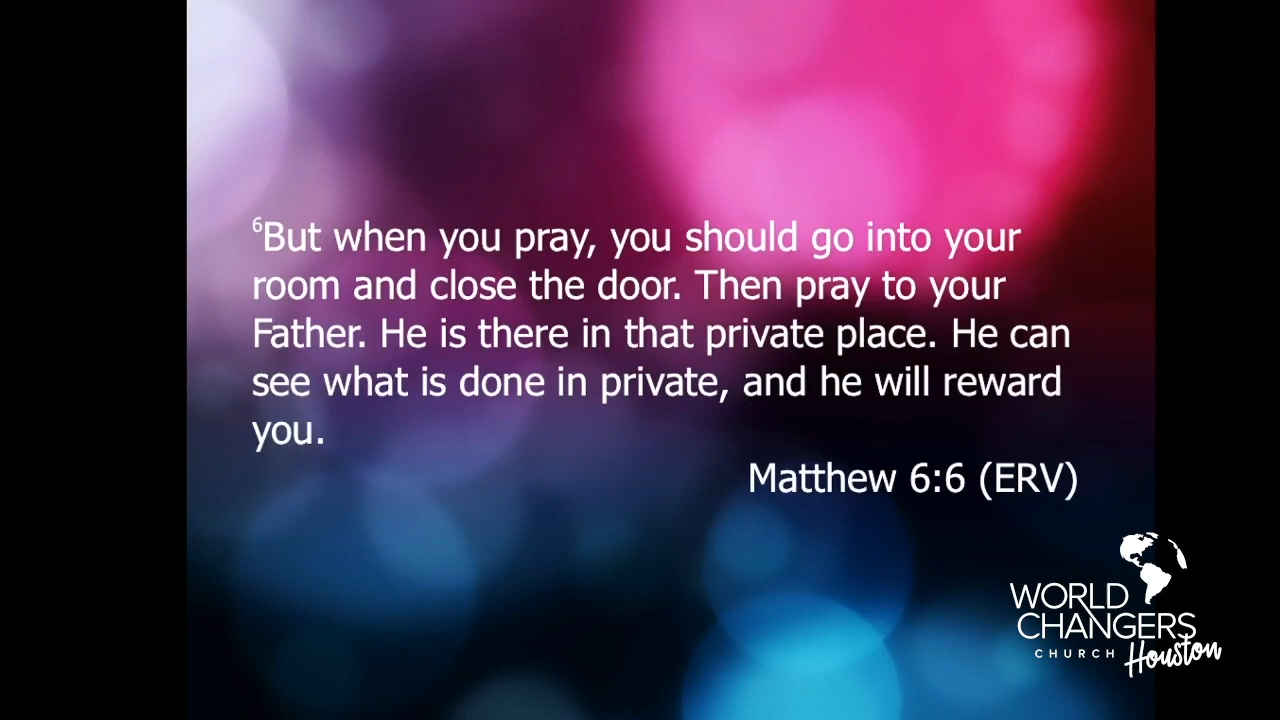 ⁶But when you pray, you should go into your
room and close the door. Then pray to your
Father. He is there in that private place. He can
see what is done in private, and he will reward
you.
Matthew 6:6 (ERV)
WORLD
CHANGERS
CHURCH Houston